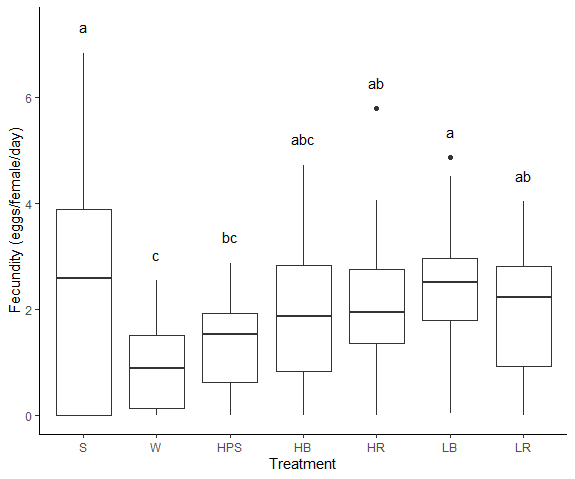 a
ab
abc
a
ab
bc
c
Fecundity (eggs/female/day)
6
4
2
0
S W HPS HB HR LB LR
Treatment